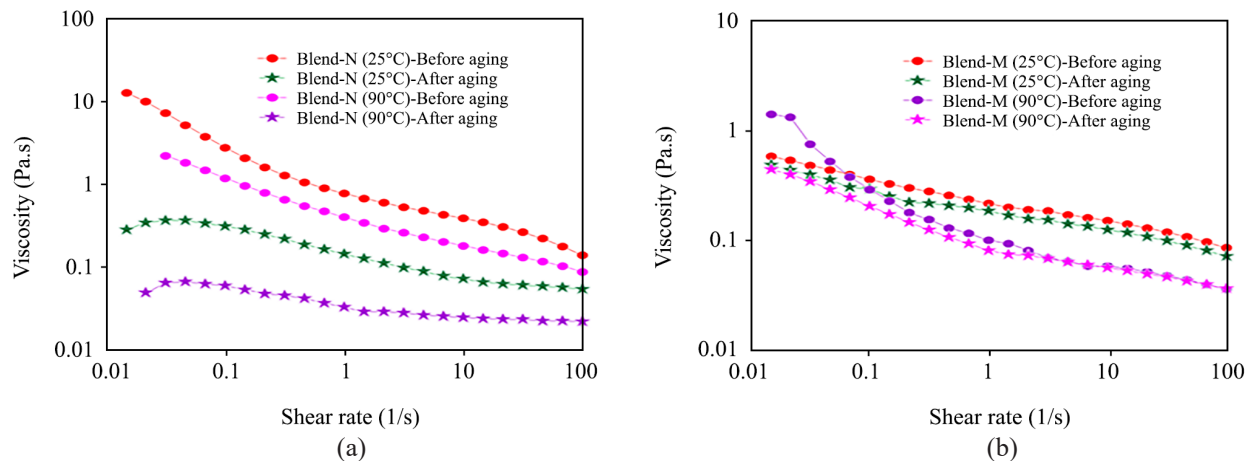 100
10
1
0.1
0.01
Viscosity (Pa.s)
Blend-N (25°C)-Before aging
Blend-N (25°C)-After aging
Blend-N (90°C)-Before aging
Blend-N (90°C)-After aging
0.01 0.1 1 10 100
Shear rate (1/s)
(a)
10
1
0.1
0.01
Viscosity (Pa.s)
Blend-M (25°C)-Before aging
Blend-M (25°C)-After aging
Blend-M (90°C)-Before aging
Blend-M (90°C)-After aging
0.01 0.1 1 10 100
Shear rate (1/s)
(b)